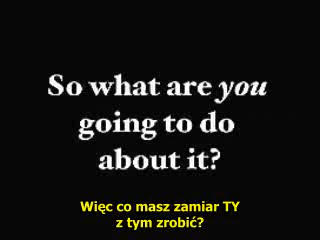 So what are you
going to do
about it?
Więc co masz zamiar TY
z tym zrobić?